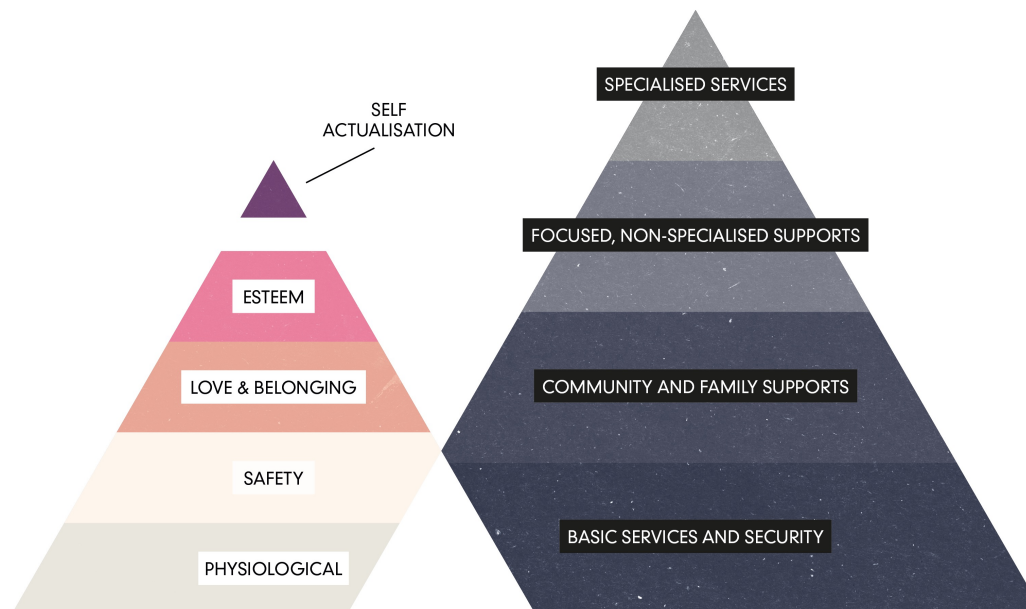 SELF
ACTUALISATION
ESTEEM
LOVE & BELONGING
SAFETY
PHYSIOLOGICAL
SPECIALISED SERVICES
FOCUSED, NON-SPECIALISED SUPPORTS
COMMUNITY AND FAMILY SUPPORTS
BASIC SERVICES AND SECURITY